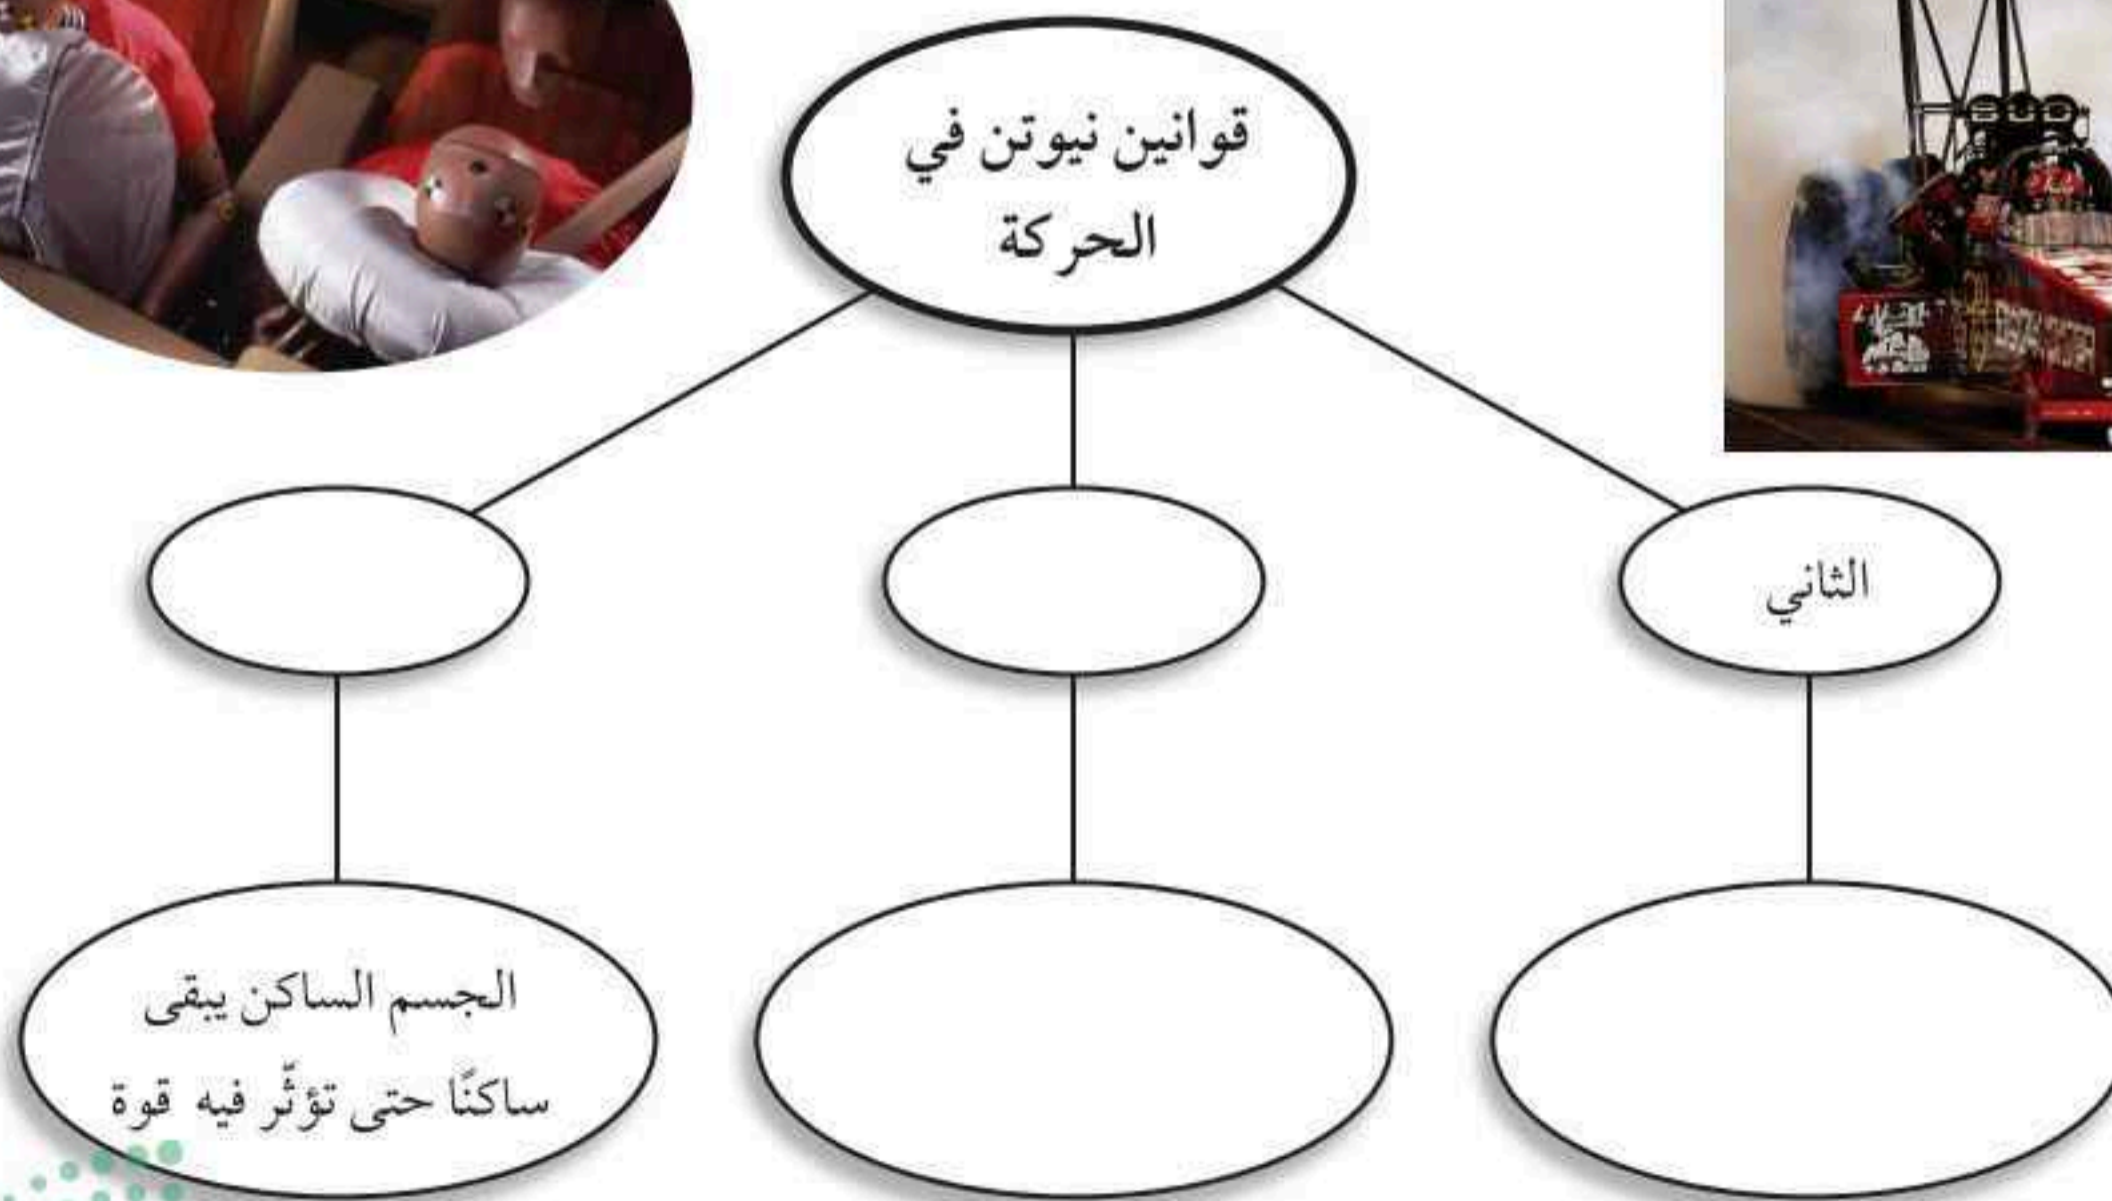 قوانين نيوتن في
الحركة
الثاني
الجسم الساكن يبقى
ساكنًا حتى تؤثّر فيه قوة